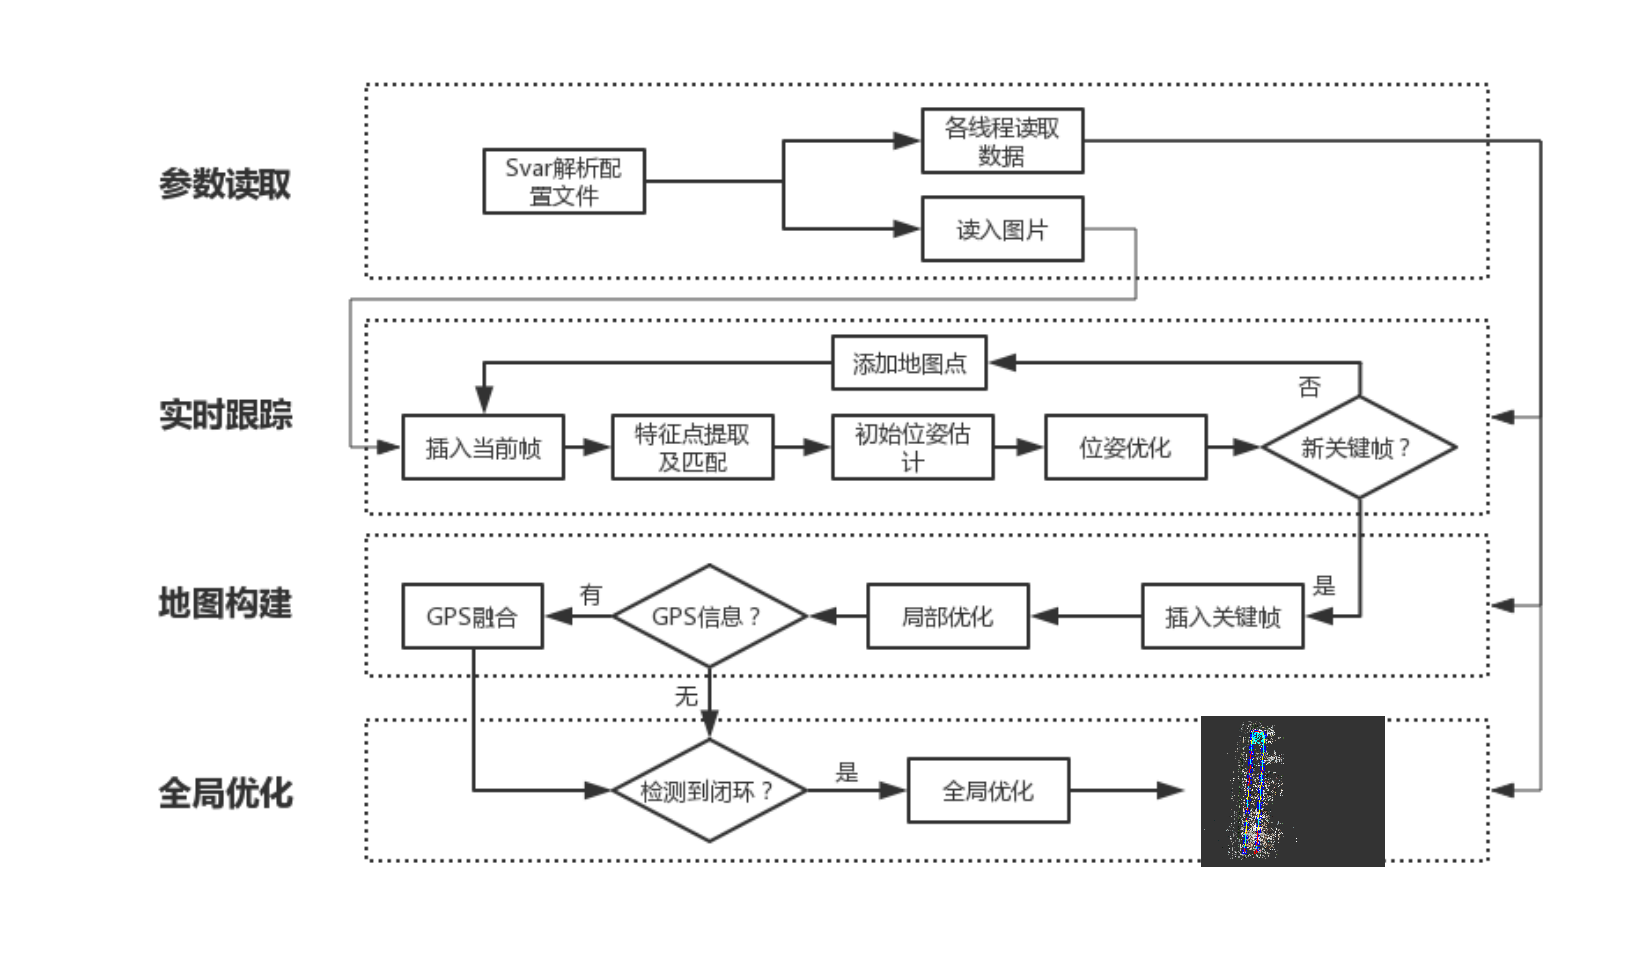 参数读取
Svar解析配
置文件
各线程读取
数据
读入图片
实时跟踪
添加地图点
否
插入当前帧
特征点提取
及匹配
初始位姿估
计
位姿优化
新关键帧？
地图构建
GPS融合
有
GPS信息？
局部优化
插入关键帧
是
无
全局优化
检测到闭环？
是
全局优化